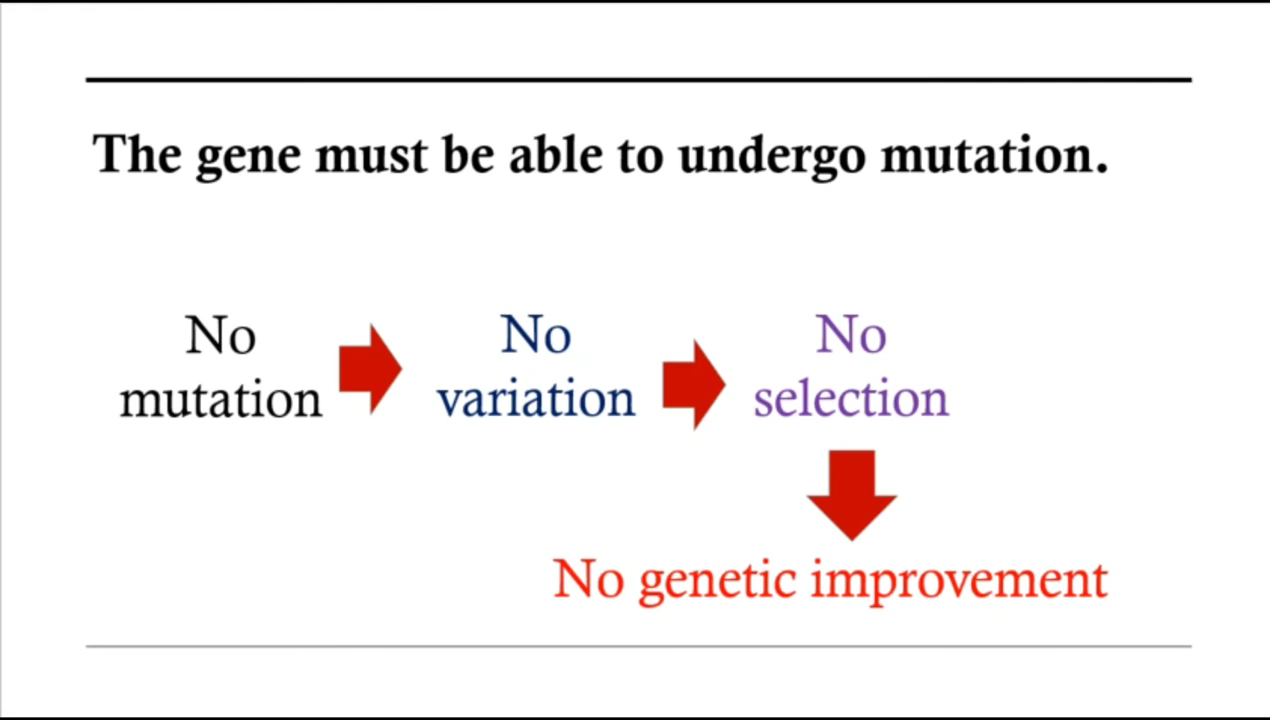 The gene must be able to undergo mutation.
No
mutation
No
variation
No
selection
No genetic improvement